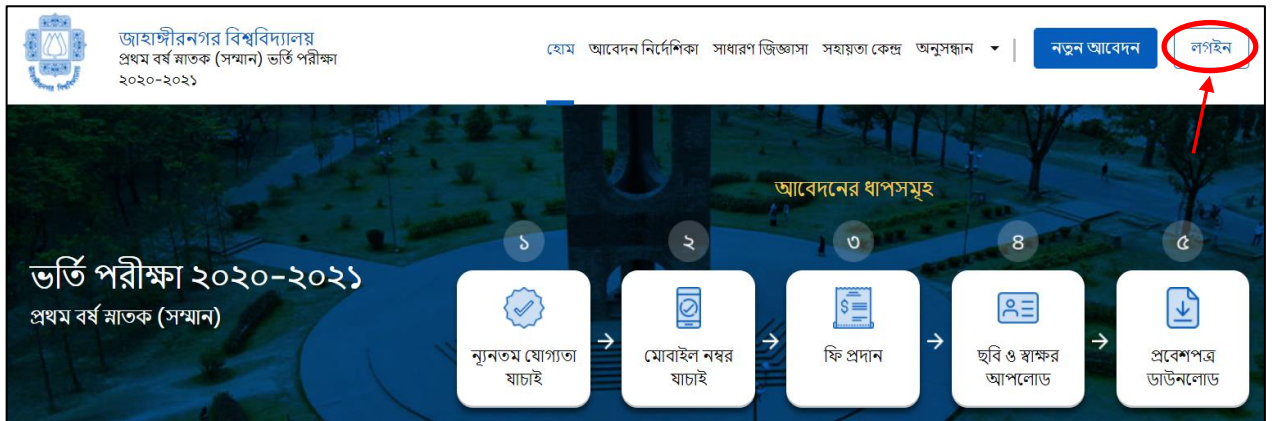 জাহাঙ্গীরনগর বিশ্ববিদ্যালয়
প্রথম বর্ষ স্নাতক (সম্মান) ভর্তি পরীক্ষা
২০২০-২০২১
হোম আবেদন নির্দেশিকা সাধারণ জিজ্ঞাসা সহায়তা কেন্দ্র অনুসন্ধান | নতুন আবেদন লগইন
আবেদনের ধাপসমূহ
ভর্তি পরীক্ষা ২০২০-২০২১
প্রথম বর্ষ স্নাতক (সম্মান)
১
ন্যূনতম যোগ্যতা
যাচাই
২
মোবাইল নম্বর
যাচাই
৩
ফি প্রদান
৪
ছবি ও স্বাক্ষর
আপলোড
৫
প্রবেশপত্র
ডাউনলোড